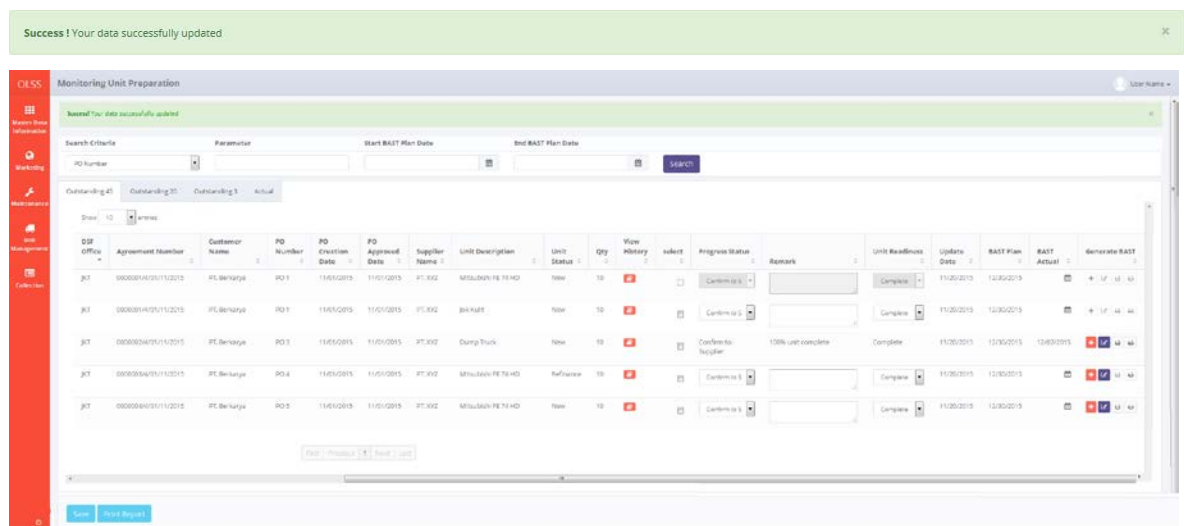 Success ! Your data successfully updated ×
OLSS Monitoring Unit Preparation User Name
Success! Your data successfully updated ×
Master Data Information
Marketing
Maintenance
Unit Management
Collection
Search Criteria Parameter Start BAST Plan Date End BAST Plan Date
PO Number Search
Outstanding 45 Outstanding 35 Outstanding 5 Actual
Show 10 entries
DSF Office Agreement Number Customer Name PO Number PO Creation Date PO Approved Date Supplier Name Unit Description Unit Status Qty View History select Progress Status Remark Unit Readiness Update Date BAST Plan BAST Actual Generate BAST
JKT PT. Berkarya PO 1 11/01/2015 11/01/2015 PT. XYZ Mitsubishi FE 74 HD New 10 Confirm to S Complete 11/20/2015 12/30/2015
JKT PT. Berkarya PO 1 11/01/2015 11/01/2015 PT. XYZ New 10 Confirm to S Complete 11/20/2015 12/30/2015
JKT PT. Berkarya PO 3 11/01/2015 11/01/2015 PT. XYZ Dump Truck New 10 Confirm to Supplier 100% unit complete Complete 11/20/2015 12/30/2015 12/02/2015
JKT PT. Berkarya PO 4 11/01/2015 11/01/2015 PT. XYZ Mitsubishi FE 74 HD Refinance 10 Confirm to S Complete 11/20/2015 12/30/2015
JKT PT. Berkarya PO 5 11/01/2015 11/01/2015 PT. XYZ Mitsubishi FE 74 HD New 10 Confirm to S Complete 11/20/2015 12/30/2015
First Previous 1 Next Last
Save Print Report